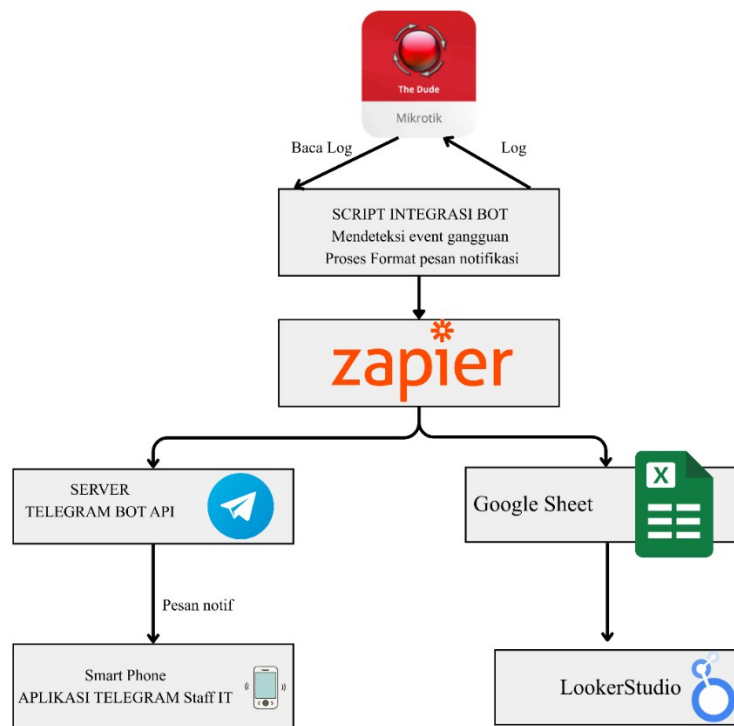 The Dude
Mikrotik
Baca Log
Log
SCRIPT INTEGRASI BOT
Mendeteksi event gangguan
Proses Format pesan notifikasi
zapier
SERVER
TELEGRAM BOT API
Google Sheet
X
Pesan notif
Smart Phone
APLIKASI TELEGRAM Staff IT
LookerStudio